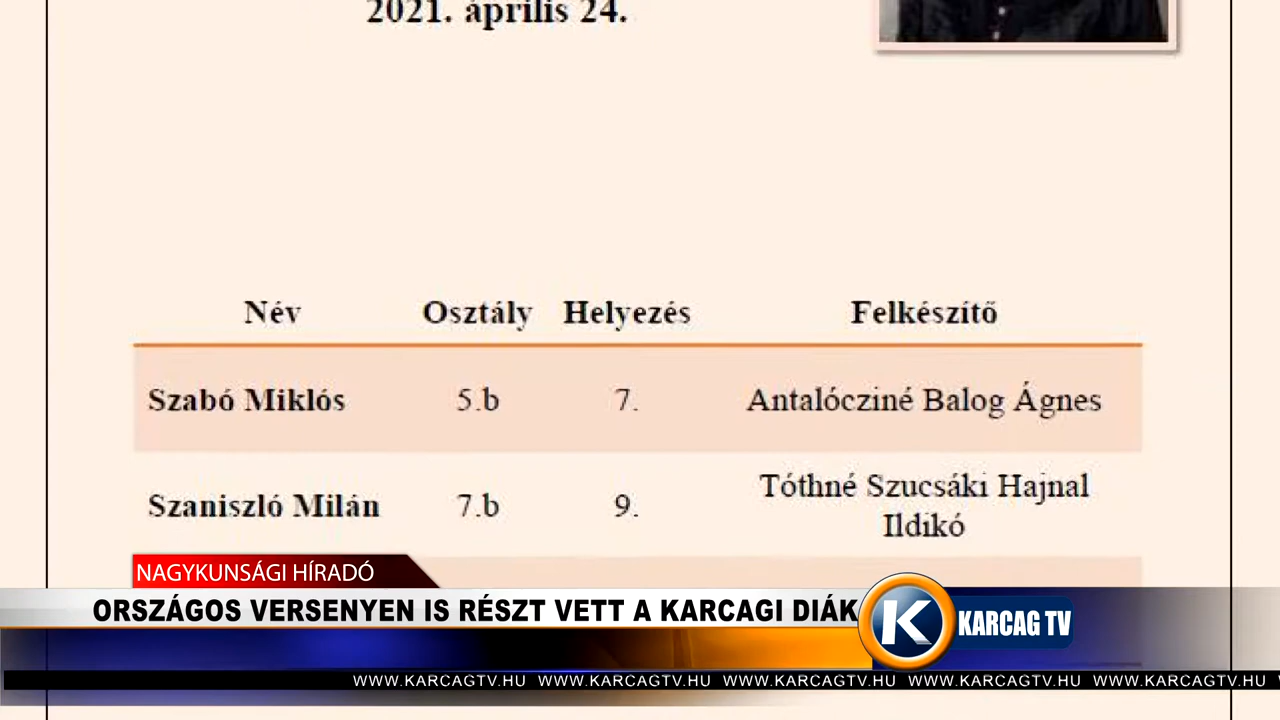 2021. április 24.
Név Osztály Helyezés Felkészítő
Szabó Miklós 5.b 7. Antalócziné Balog Ágnes
Szaniszló Milán 7.b 9. Tóthné Szucsáki Hajnal
Ildikó
NAGYKUNSÁGI HÍRADÓ
ORSZÁGOS VERSENYEN IS RÉSZT VETT A KARCAGI DIÁK
K KARCAG TV
WWW.KARCAGTV.HU WWW.KARCAGTV.HU WWW.KARCAGTV.HU WWW.KARCAGTV.HU WWW.KARCAGTV.HU